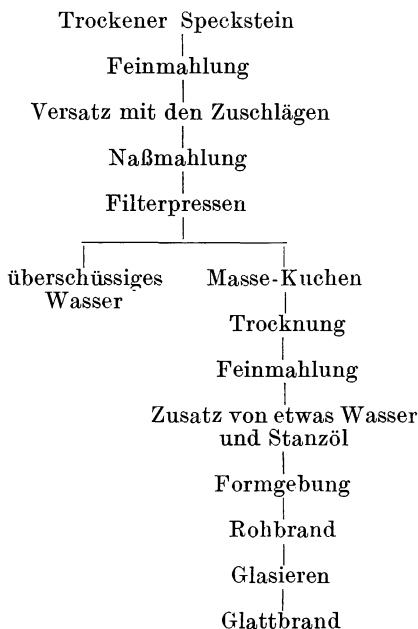 Trockener Speckstein
Feinmahlung
Versatz mit den Zuschlägen
Naßmahlung
Filterpressen
überschüssiges
Wasser
Masse-Kuchen
Trocknung
Feinmahlung
Zusatz von etwas Wasser
und Stanzöl
Formgebung
Rohbrand
Glasieren
Glattbrand